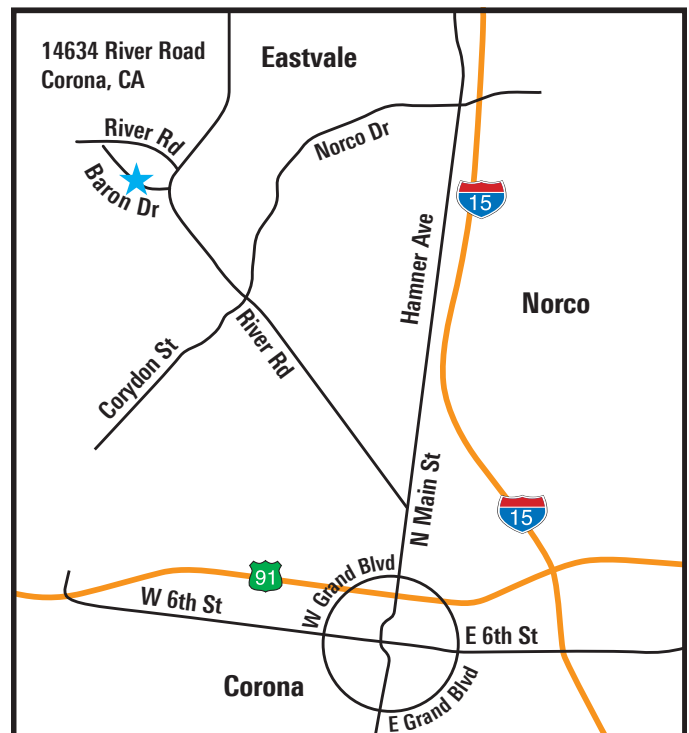 14634 River Road
Corona, CA
Eastvale
River Rd
Norco Dr
Baron Dr
15
Hamner Ave
Norco
River Rd
Corydon St
N Main St
15
91
W Grand Blvd
W 6th St
E 6th St
Corona
E Grand Blvd